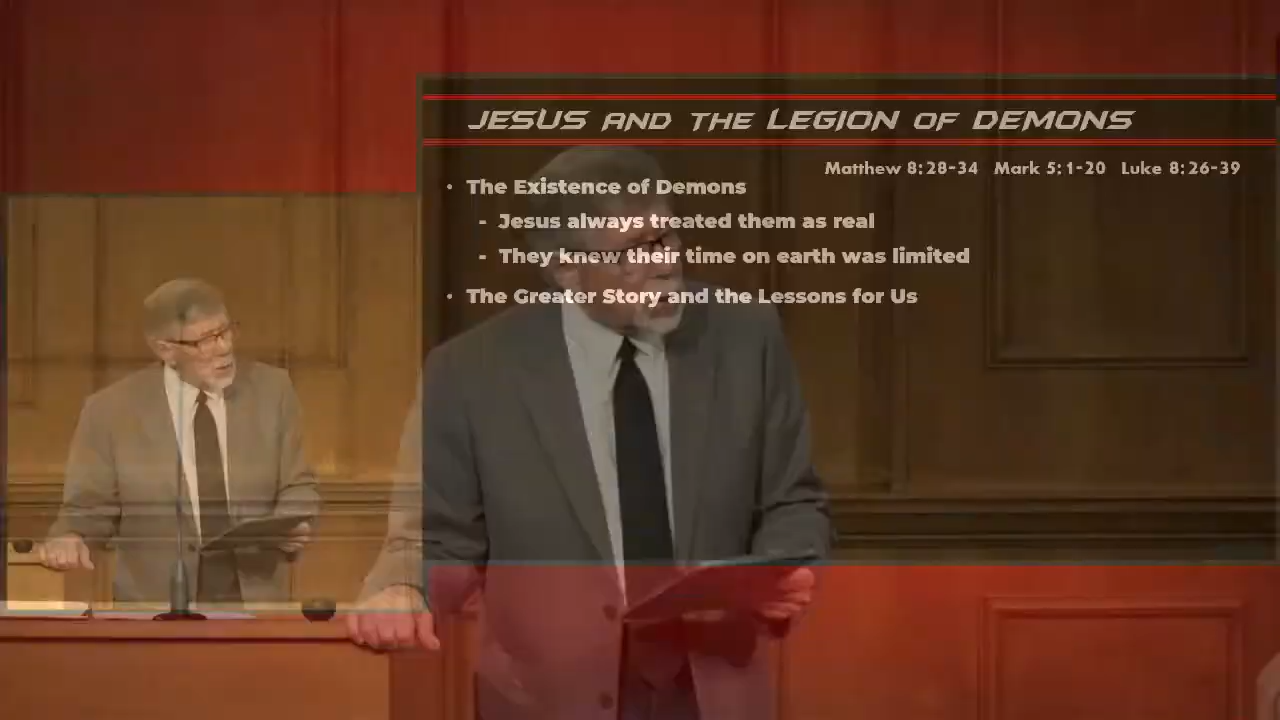 JESUS AND THE LEGION OF DEMONS
Matthew 8:28-34 Mark 5:1-20 Luke 8:26-39
• The Existence of Demons
- Jesus always treated them as real
- They knew their time on earth was limited
• The Greater Story and the Lessons for Us